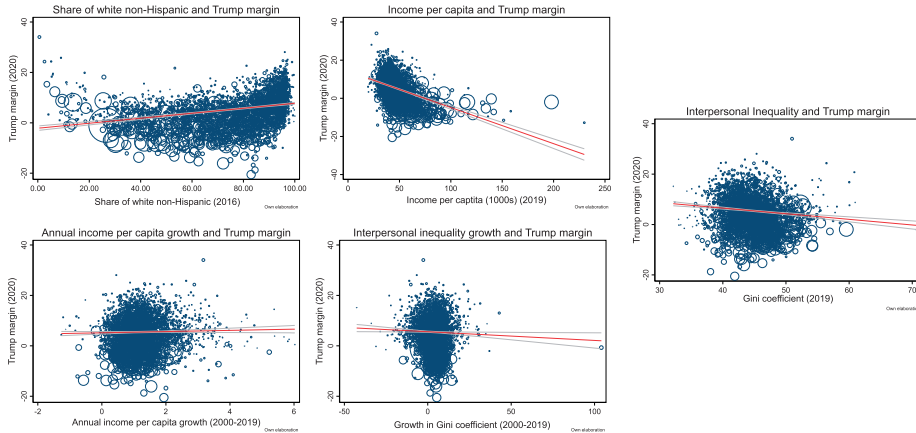 Share of white non-Hispanic and Trump margin
Trump margin (2020)
40
20
0
-20
0.00 20.00 40.00 60.00 80.00 100.00
Share of white non-Hispanic (2016)
Own elaboration
Income per capita and Trump margin
Trump margin (2020)
40
20
0
-20
-40
0 50 100 150 200 250
Income per captita (1000s) (2019)
Own elaboration
Interpersonal Inequality and Trump margin
Trump margin (2020)
40
20
0
-20
30 40 50 60 70
Gini coefficient (2019)
Own elaboration
Annual income per capita growth and Trump margin
Trump margin (2020)
40
20
0
-20
-2 0 2 4 6
Annual income per capita growth (2000-2019)
Own elaboration
Interpersonal inequality growth and Trump margin
Trump margin (2020)
40
20
0
-20
-50 0 50 100
Growth in Gini coefficient (2000-2019)
Own elaboration